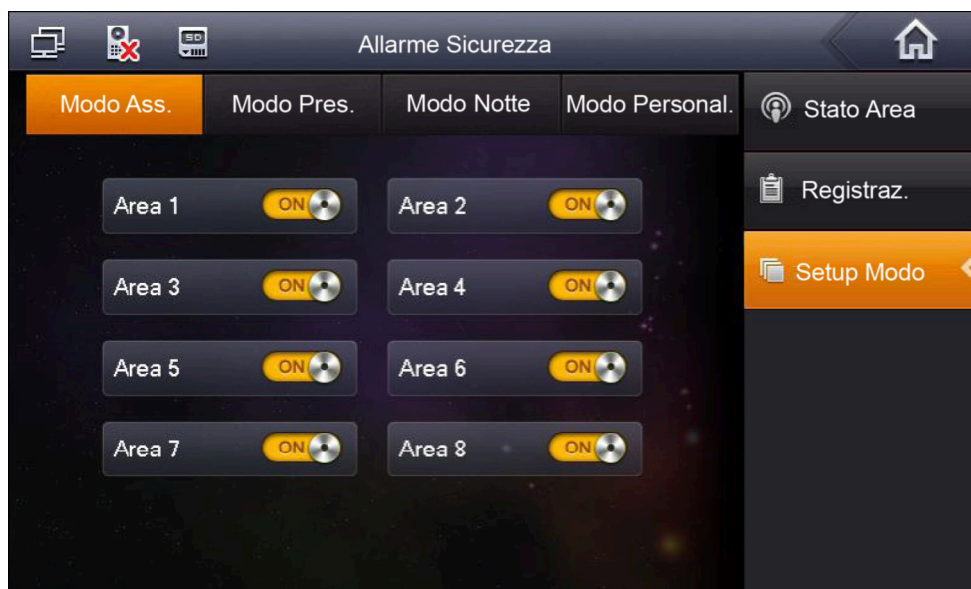 SD
Allarme Sicurezza
Modo Ass. Modo Pres. Modo Notte Modo Personal.
Stato Area
Area 1 ON Area 2 ON
Registraz.
Area 3 ON Area 4 ON
Setup Modo
Area 5 ON Area 6 ON
Area 7 ON Area 8 ON